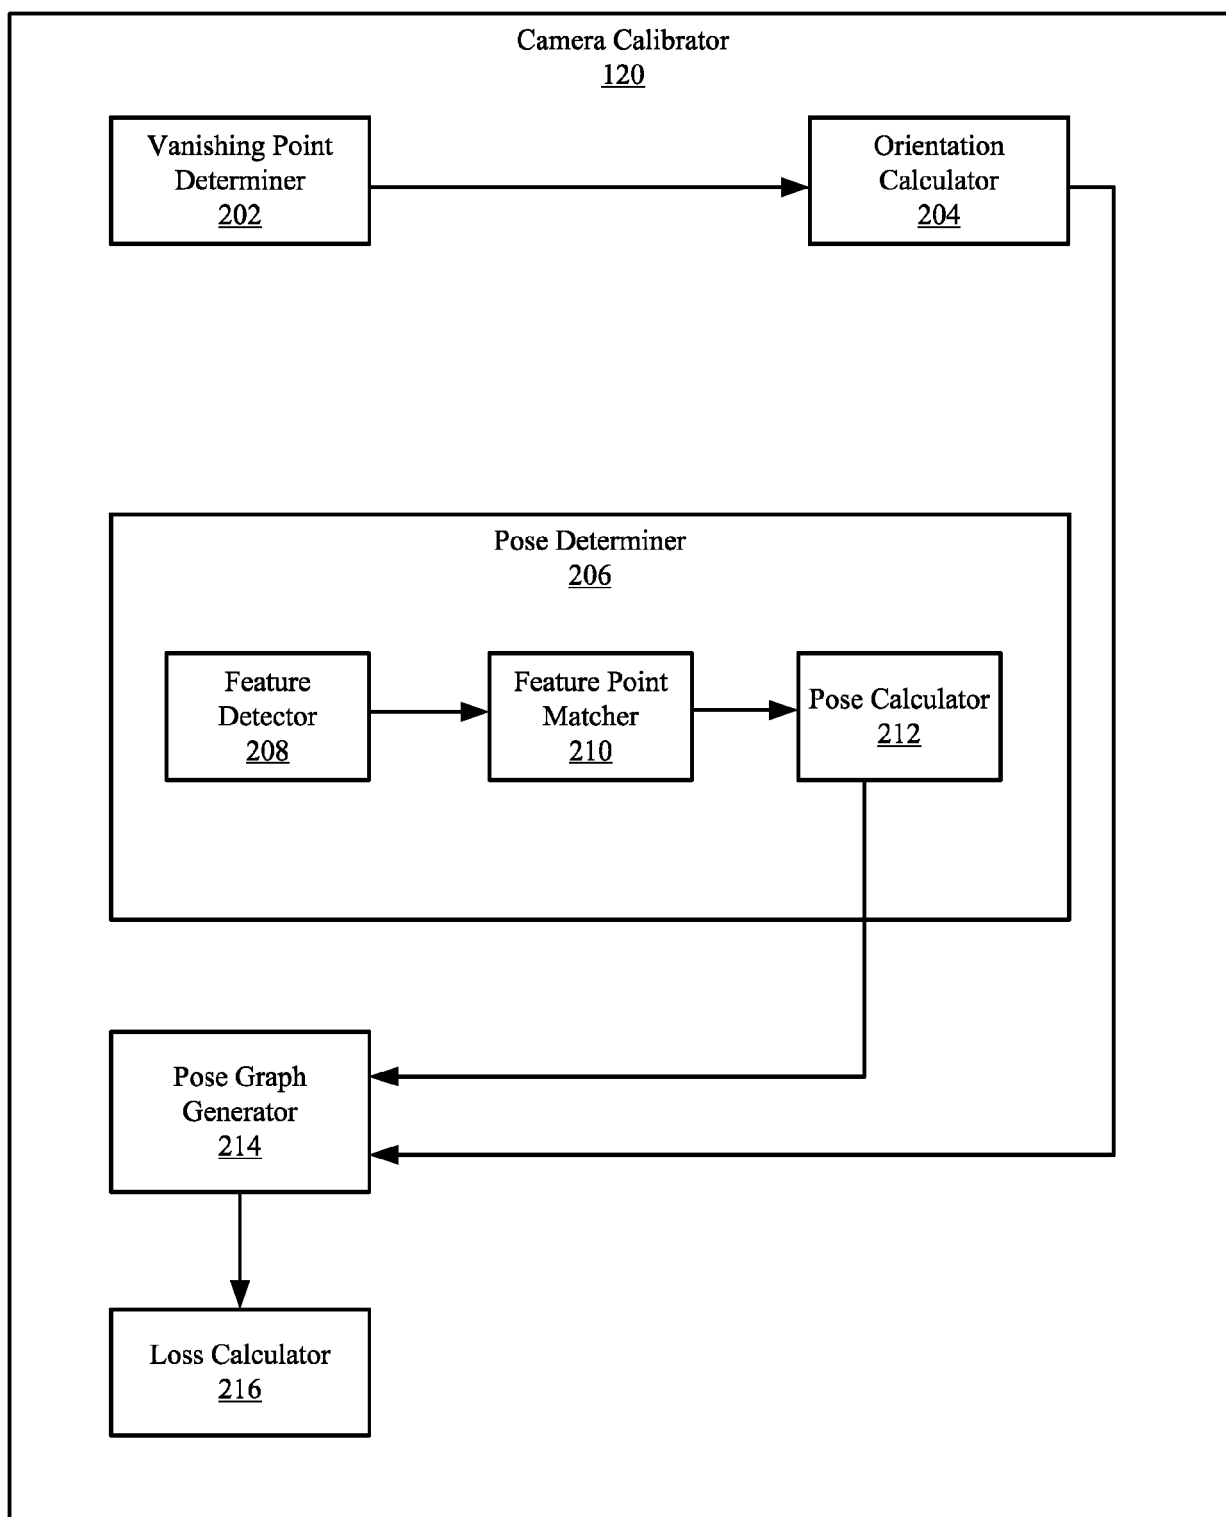 Camera Calibrator
120
Vanishing Point
Determiner
202
Orientation
Calculator
204
Pose Determiner
206
Feature
Detector
208
Feature Point
Matcher
210
Pose Calculator
212
Pose Graph
Generator
214
Loss Calculator
216